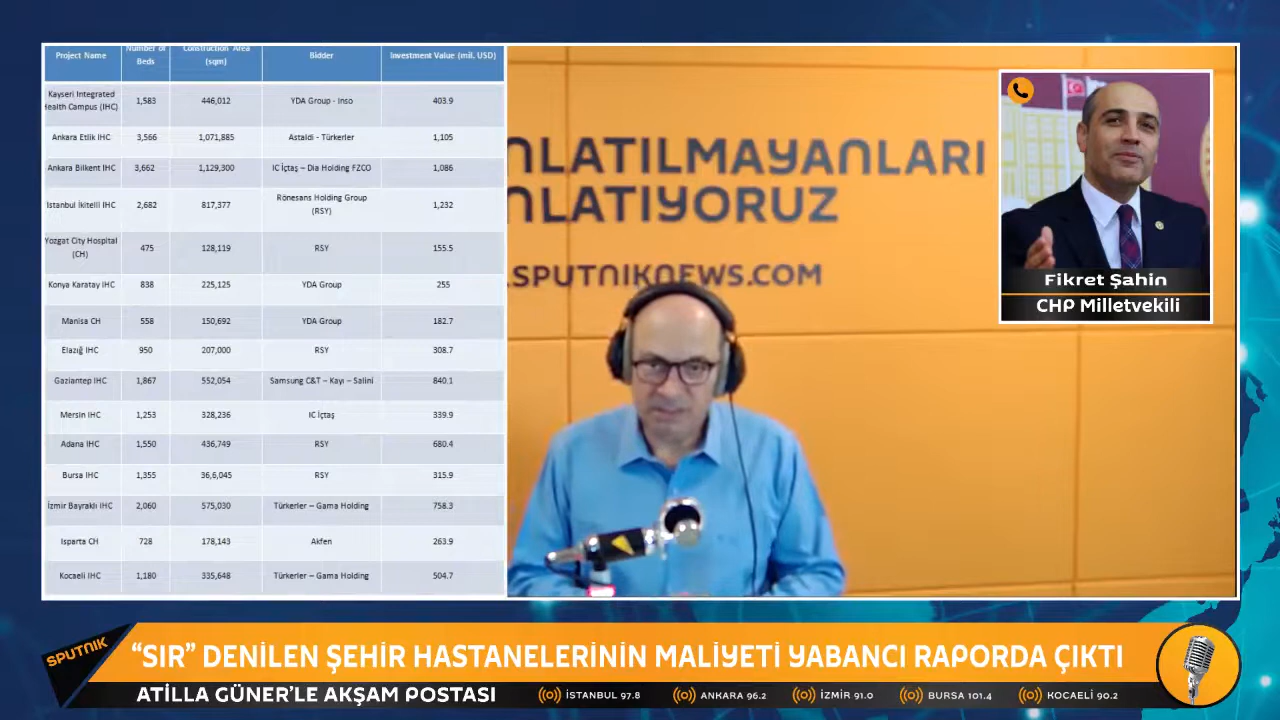 Project Name Number of Beds Construction Area (sqm) Bidder Investment Value (mil. USD)
Kayseri Integrated Health Campus (IHC) 1,583 446,012 YDA Group - Inso 403.9
Ankara Etlik IHC 3,566 1,071,885 Astaldi - Türkerler 1,105
Ankara Bilkent IHC 3,662 1,129,300 IC İçtaş – Dia Holding FZCO 1,086
İstanbul İkitelli IHC 2,682 817,377 Rönesans Holding Group (RSY) 1,232
Yozgat City Hospital (CH) 475 128,119 RSY 155.5
Konya Karatay IHC 838 225,125 YDA Group 255
Manisa CH 558 150,692 YDA Group 182.7
Elazığ IHC 950 207,000 RSY 308.7
Gaziantep IHC 1,867 552,054 Samsung C&T – Kayı – Salini 840.1
Mersin IHC 1,253 328,236 IC İçtaş 339.9
Adana IHC 1,550 436,749 RSY 680.4
Bursa IHC 1,355 36,6,045 RSY 315.9
İzmir Bayraklı IHC 2,060 575,030 Türkerler – Gama Holding 758.3
Isparta CH 728 178,143 Akfen 263.9
Kocaeli IHC 1,180 335,648 Türkerler – Gama Holding 504.7
NLATILMAYANLARI
NLATIYORUZ
.SPUTNIKNEWS.COM
Fikret Şahin
CHP Milletvekili
SPUTNIK
“SIR” DENİLEN ŞEHİR HASTANELERİNİN MALİYETİ YABANCI RAPORDA ÇIKTI
ATİLLA GÜNER’LE AKŞAM POSTASI
İSTANBUL 97.8 ANKARA 96.2 İZMİR 91.0 BURSA 101.4 KOCAELİ 90.2